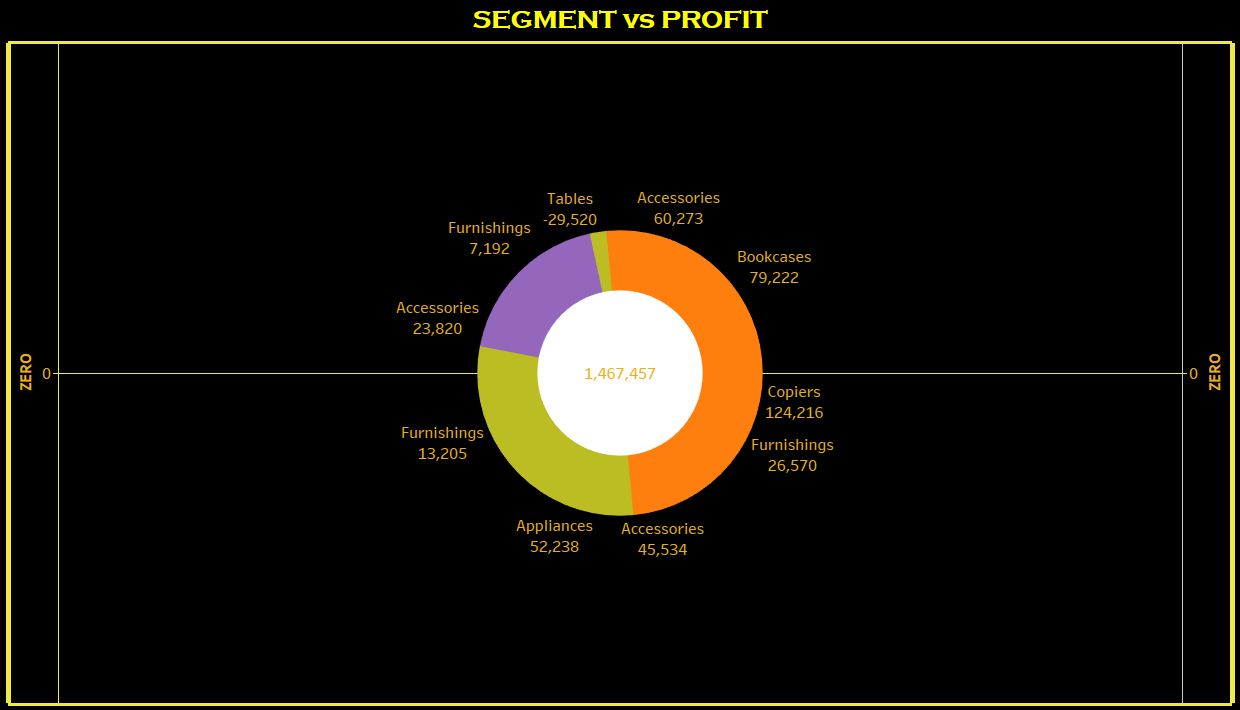 SEGMENT vs PROFIT
Tables
-29,520
Accessories
60,273
Furnishings
7,192
Bookcases
79,222
Accessories
23,820
ZERO
0
1,467,457
0
ZERO
Copiers
124,216
Furnishings
13,205
Furnishings
26,570
Appliances
52,238
Accessories
45,534